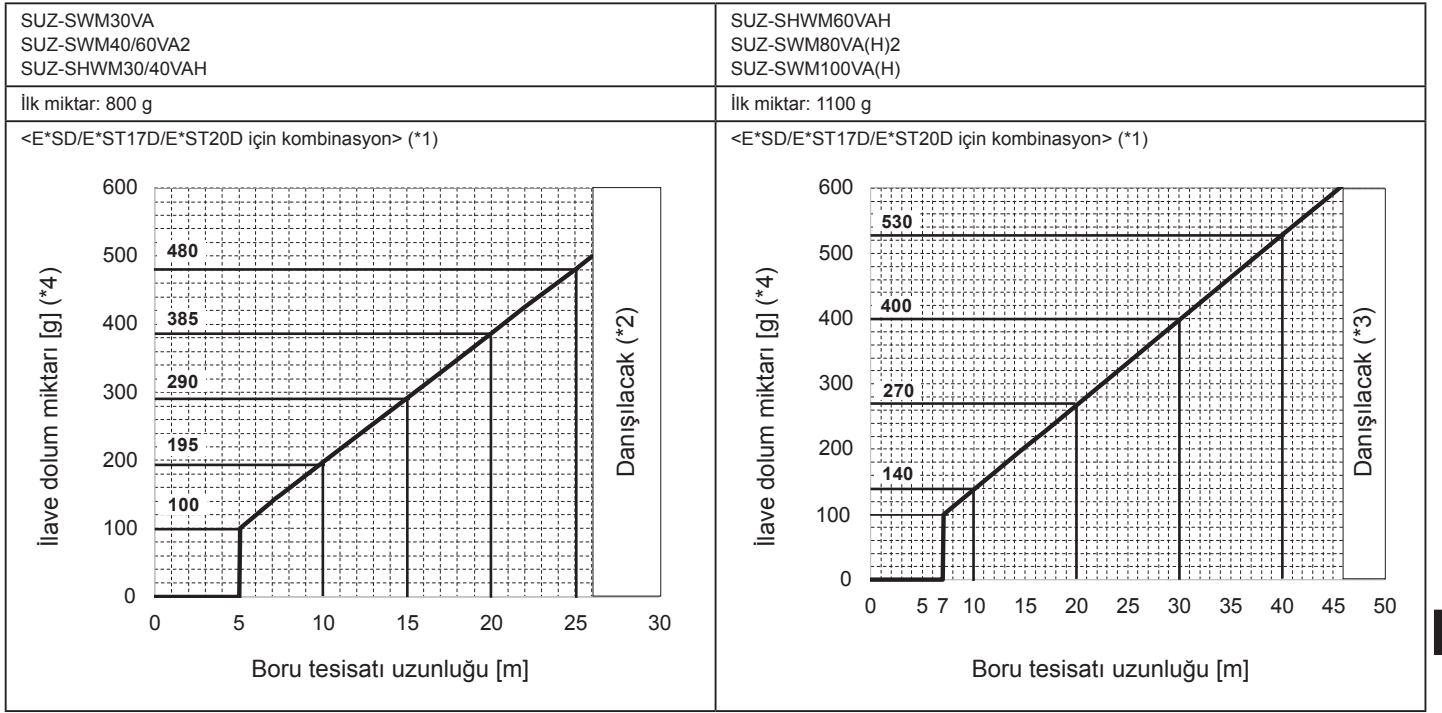 SUZ-SWM30VA
SUZ-SWM40/60VA2
SUZ-SHWM30/40VAH
İlk miktar: 800 g
<E*SD/E*ST17D/E*ST20D için kombinasyon> (*1)
600
500
400
300
200
100
0
480
385
290
195
100
İlave dolum miktarı [g] (*4)
Danışılacak (*2)
0 5 10 15 20 25 30
Boru tesisatı uzunluğu [m]
SUZ-SHWM60VAH
SUZ-SWM80VA(H)2
SUZ-SWM100VA(H)
İlk miktar: 1100 g
<E*SD/E*ST17D/E*ST20D için kombinasyon> (*1)
600
500
400
300
200
100
0
530
400
270
140
İlave dolum miktarı [g] (*4)
Danışılacak (*3)
0 5 7 10 15 20 25 30 35 40 45 50
Boru tesisatı uzunluğu [m]